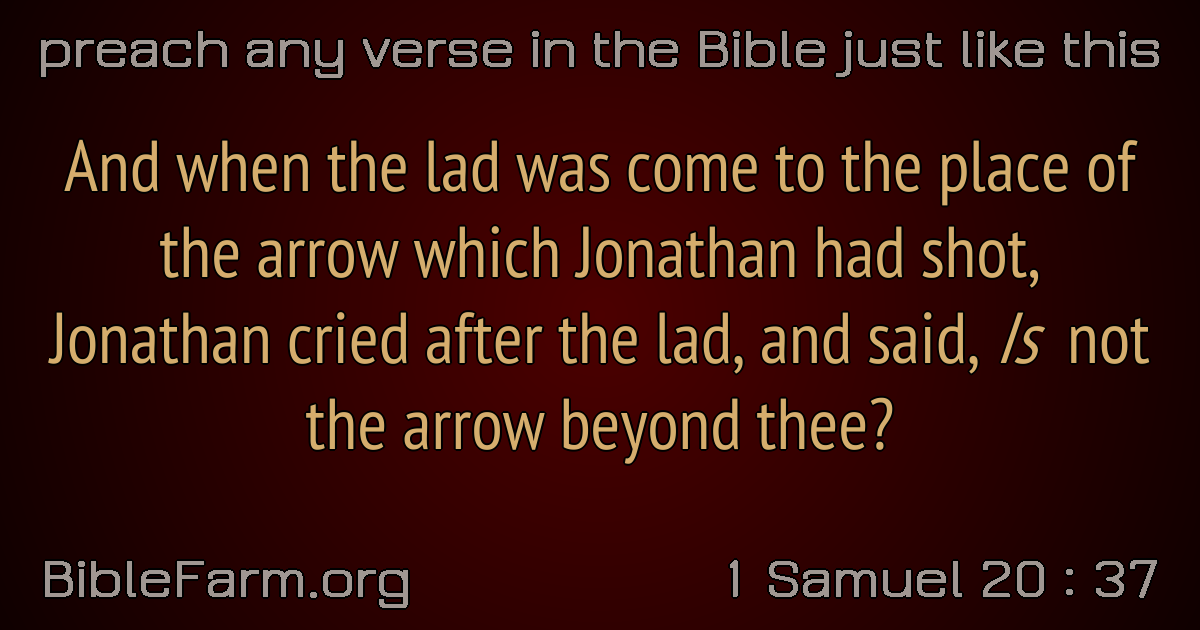 preach any verse in the Bible just like this
And when the lad was come to the place of
the arrow which Jonathan had shot,
Jonathan cried after the lad, and said, Is not
the arrow beyond thee?
BibleFarm.org
1 Samuel 20 : 37